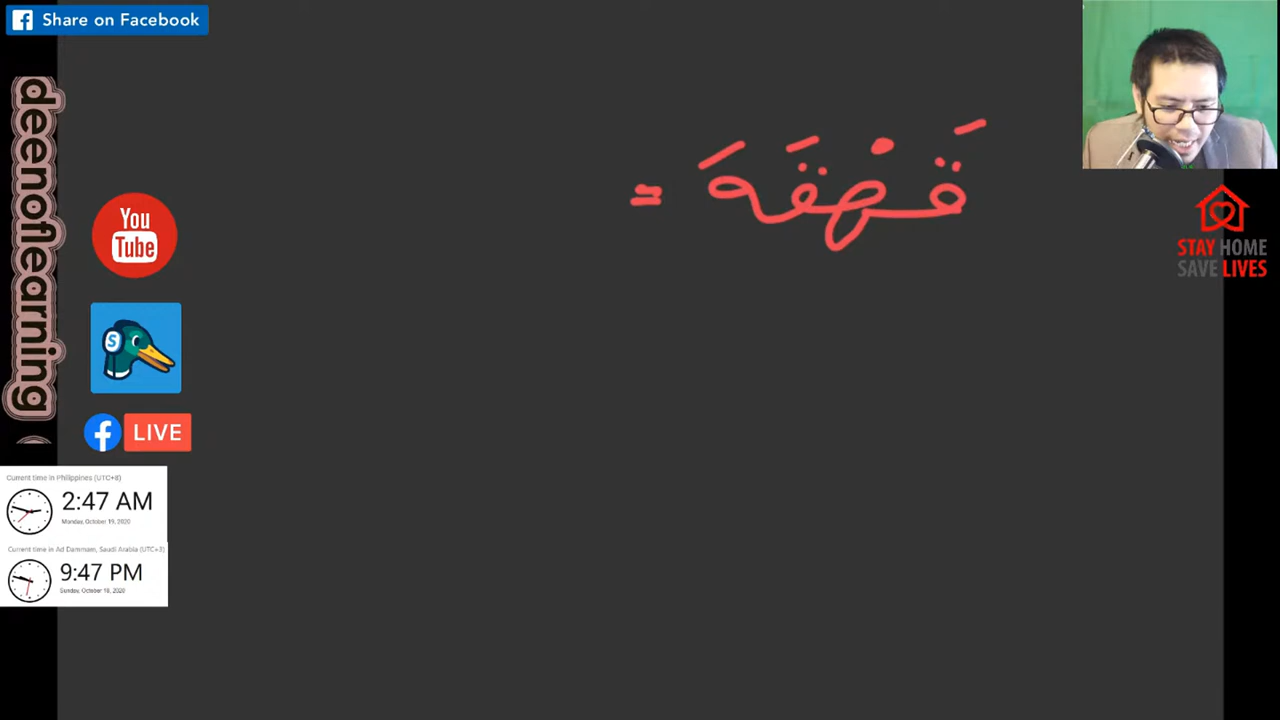 Share on Facebook
قَهْقَهَ =
deenoflearning
You
Tube
S
LIVE
STAY HOME
SAVE LIVES
Current time in Philippines (UTC+8)
2:47 AM
Monday, October 19, 2020
Current time in Ad Dammam, Saudi Arabia (UTC+3)
9:47 PM
Sunday, October 18, 2020